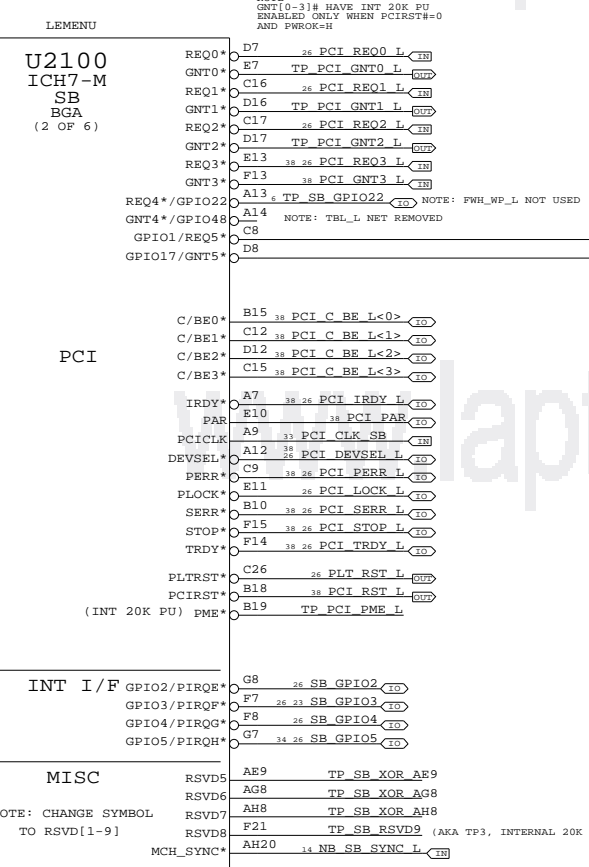 GNT[0-3]# HAVE INT 20K PU
ENABLED ONLY WHEN PCIRST#=0
AND PWROK=H
LEMENU
U2100
ICH7-M
SB
BGA
(2 OF 6)
REQ0* D7 26 PCI_REQ0_L IN
GNT0* E7 TP_PCI_GNT0_L OUT
REQ1* C16 26 PCI_REQ1_L IN
GNT1* D16 TP_PCI_GNT1_L OUT
REQ2* C17 26 PCI_REQ2_L IN
GNT2* D17 TP_PCI_GNT2_L OUT
REQ3* E13 38 26 PCI_REQ3_L IN
GNT3* F13 38 PCI_GNT3_L IN
REQ4*/GPIO22 A13 6 TP_SB_GPIO22 IO NOTE: FWH_WP_L NOT USED
GNT4*/GPIO48 A14 NOTE: TBL_L NET REMOVED
GPIO1/REQ5* C8
GPIO17/GNT5* D8
PCI
C/BE0* B15 38 PCI_C_BE_L<0> IO
C/BE1* C12 38 PCI_C_BE_L<1> IO
C/BE2* D12 38 PCI_C_BE_L<2> IO
C/BE3* C15 38 PCI_C_BE_L<3> IO
IRDY* A7 38 26 PCI_IRDY_L IO
PAR E10 38 PCI_PAR IO
PCICLK A9 33 PCI_CLK_SB IN
DEVSEL* A12 38 26 PCI_DEVSEL_L IO
PERR* C9 38 26 PCI_PERR_L IO
PLOCK* E11 26 PCI_LOCK_L IO
SERR* B10 38 26 PCI_SERR_L IO
STOP* F15 38 26 PCI_STOP_L IO
TRDY* F14 38 26 PCI_TRDY_L IO
PLTRST* C26 26 PLT_RST_L OUT
PCIRST* B18 38 PCI_RST_L OUT
(INT 20K PU) PME* B19 TP_PCI_PME_L
INT I/F
GPIO2/PIRQE* G8 26 SB_GPIO2 IO
GPIO3/PIRQF* F7 26 23 SB_GPIO3 IO
GPIO4/PIRQG* F8 26 SB_GPIO4 IO
GPIO5/PIRQH* G7 34 26 SB_GPIO5 IO
MISC
RSVD5 AE9 TP_SB_XOR_AE9
RSVD6 AG8 TP_SB_XOR_AG8
OTE: CHANGE SYMBOL
TO RSVD[1-9]
RSVD7 AH8 TP_SB_XOR_AH8
RSVD8 F21 TP_SB_RSVD9 (AKA TP3, INTERNAL 20K
MCH_SYNC* AH20 14 NB_SB_SYNC_L IN
www.lapt